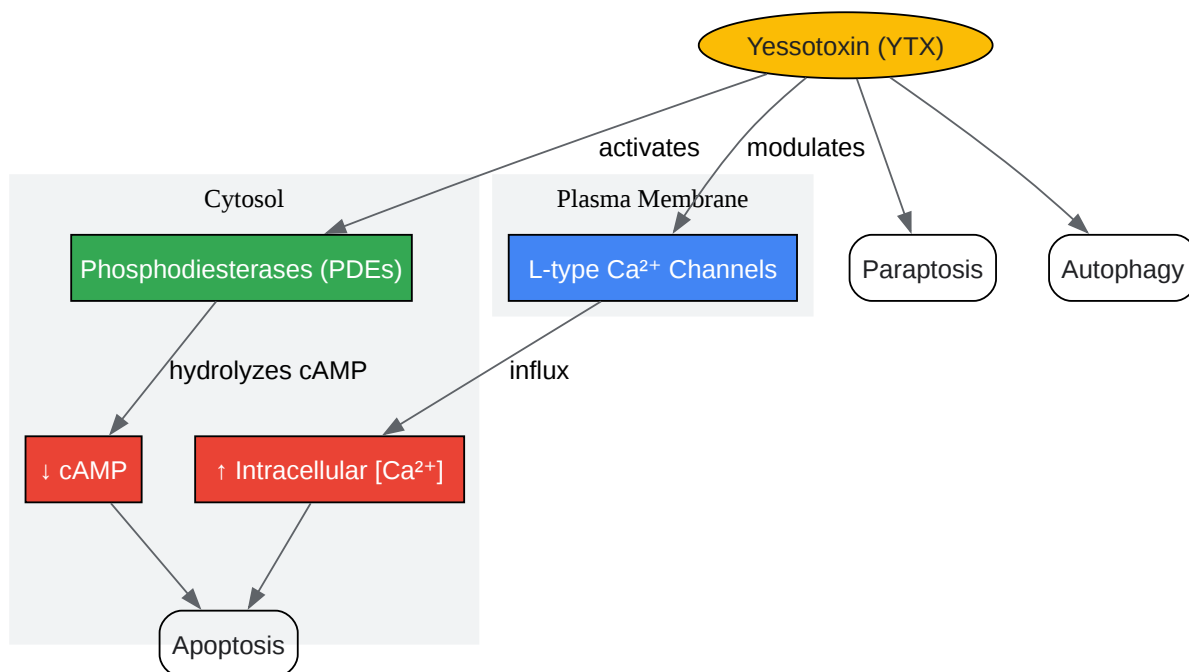 Yessotoxin (YTX)
activates
modulates
Cytosol
Plasma Membrane
Phosphodiesterases (PDEs)
L-type Ca²⁺ Channels
Paraptosis
Autophagy
hydrolyzes cAMP
influx
↓ cAMP
↑ Intracellular [Ca²⁺]
Apoptosis